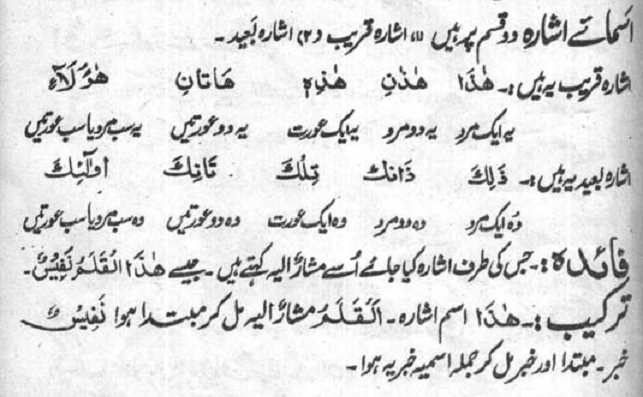 اسمائے اشارہ دو قسم پر ہیں (۱) اشارہ قریب (۲) اشارہ بعید۔
اشارہ قریب یہ ہیں:۔ هٰذَا هٰذَانِ هٰذِهٖ هَاتَانِ هٰؤُلَاۤءِ
یہ ایک مرد یہ دو مرد یہ ایک عورت یہ دو عورتیں یہ سب مرد یا سب عورتیں
اشارہ بعید یہ ہیں:۔ ذٰلِكَ ذَانِكَ تِلْكَ تَانِكَ اُولٰۤئِكَ
وہ ایک مرد وہ دو مرد وہ ایک عورت وہ دو عورتیں وہ سب مرد یا سب عورتیں
فائدہ:۔ جس کی طرف اشارہ کیا جائے اُسے مشارٌ الیہ کہتے ہیں۔ جیسے هٰذَا الْقَلَمُ نَفِيْسٌ۔
ترکیب:۔ هٰذَا اسم اشارہ۔ اَلْقَلَمُ مشارٌ الیہ مل کر مبتدا ہوا نَفِيْسٌ
خبر۔ مبتدا اور خبر مل کر جملہ اسمیہ خبریہ ہوا۔